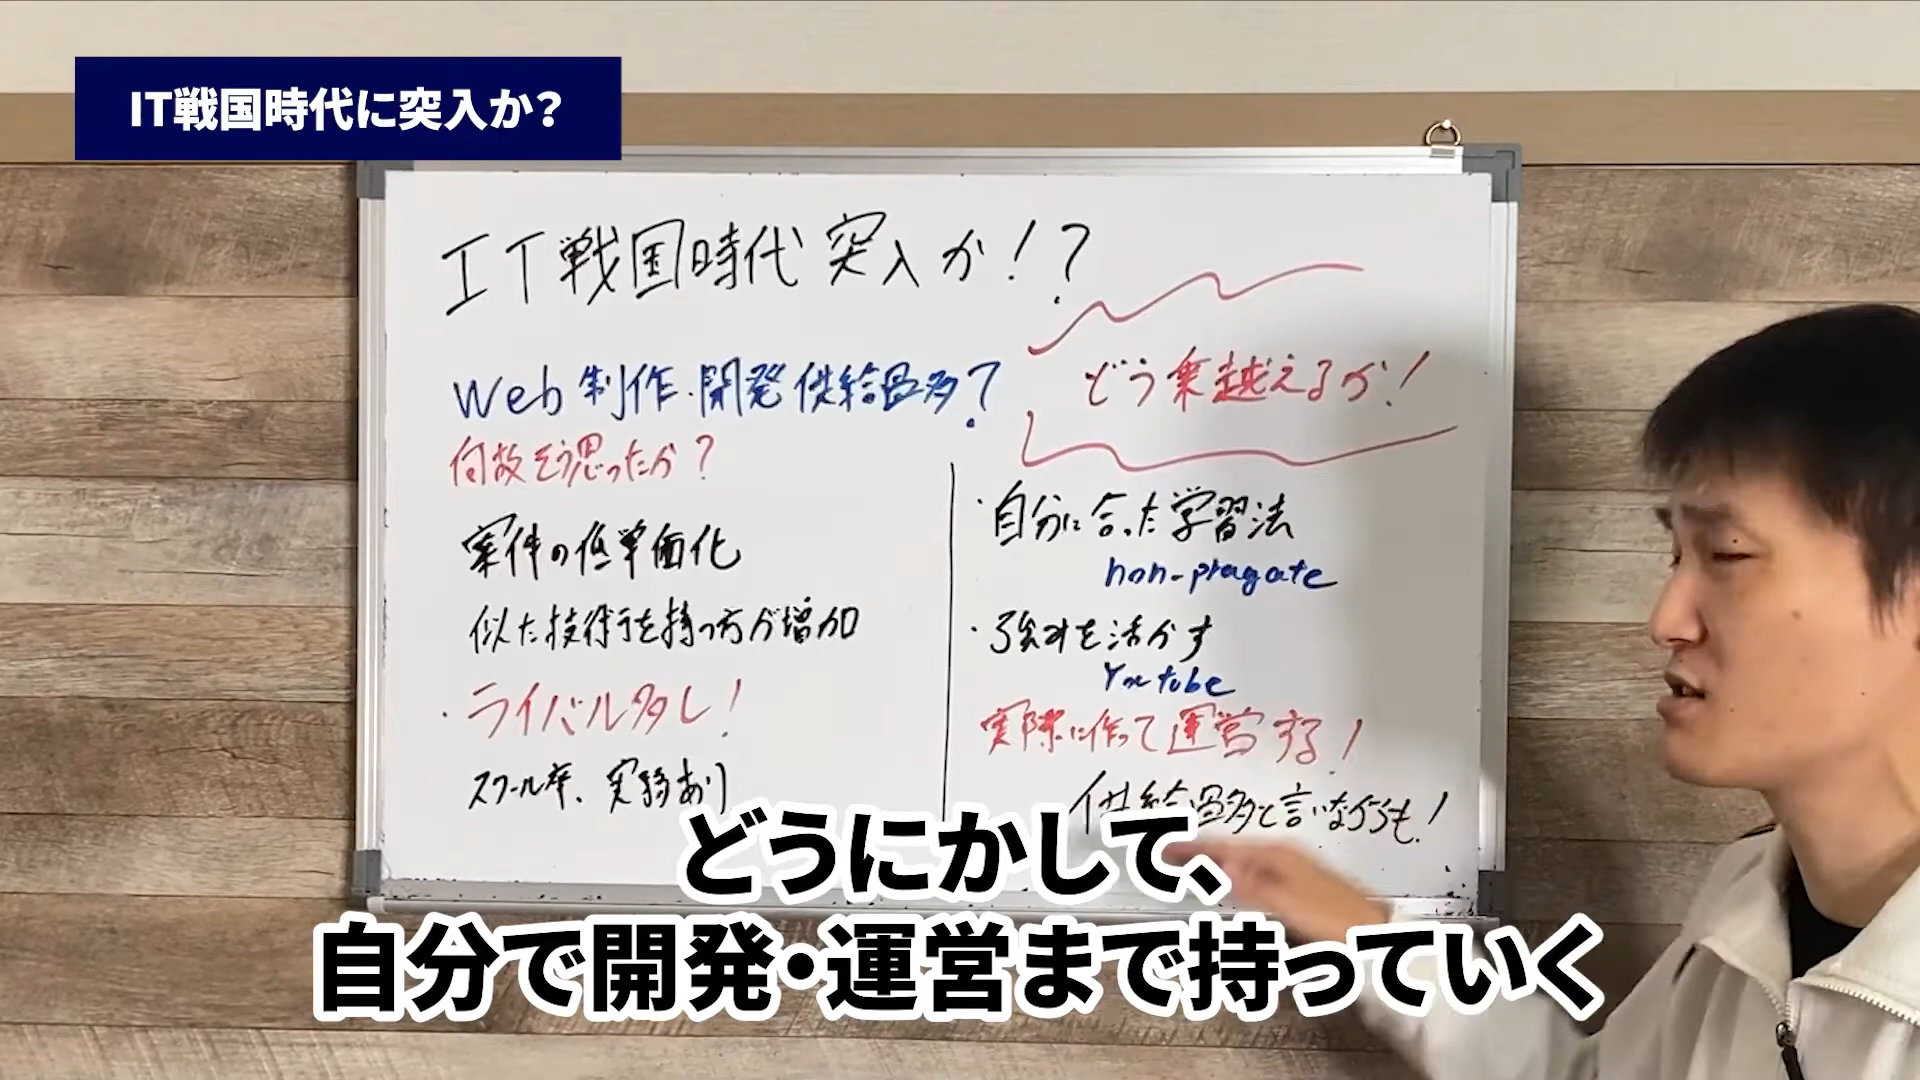 IT戦国時代に突入か？
IT戦国時代 突入か！？
Web制作・開発 供給過多？
何故そう思ったか？
案件の低単価化
似た技術を持つ方が増加
・ライバル多し！
スクール卒、実務あり
どう乗越えるか！
・自分に合った学習法
non-pragate
・強みを活かす
Youtube
実際に作って運営する！
供給過多と言いながらも！
どうにかして、
自分で開発・運営まで持っていく